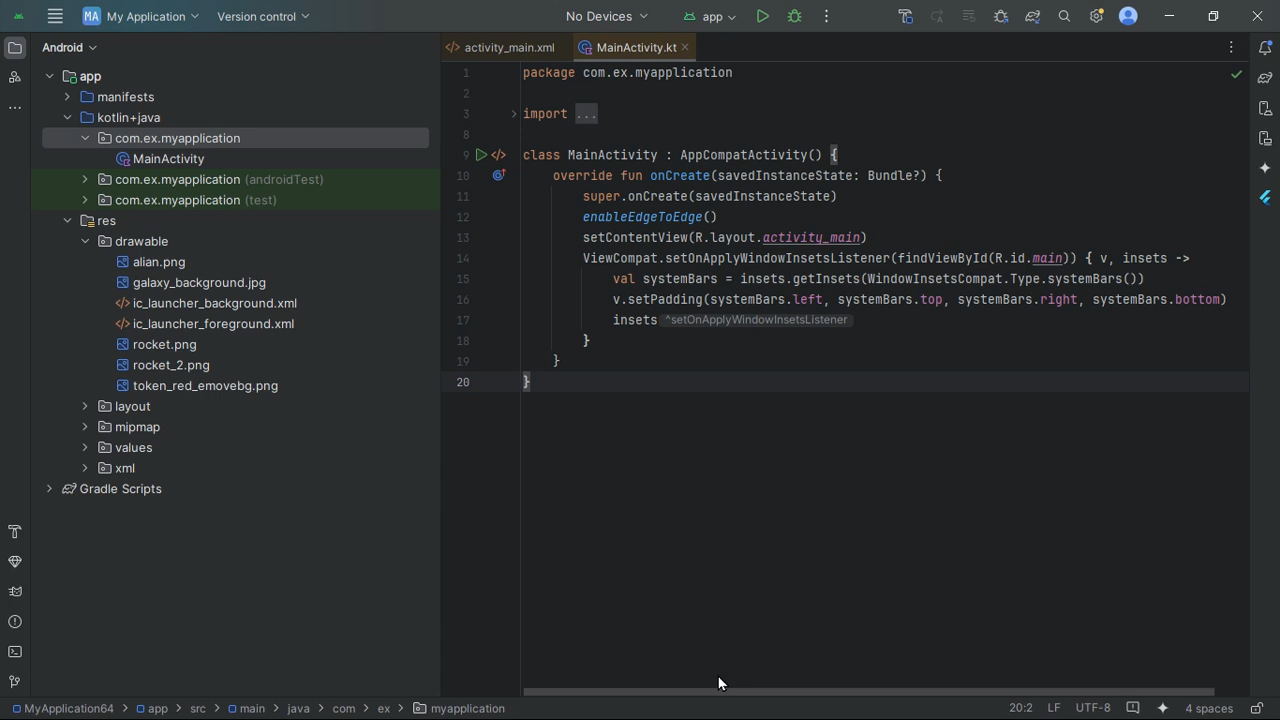 MA My Application Version control No Devices app
Android
app
manifests
kotlin+java
com.ex.myapplication
MainActivity
com.ex.myapplication (androidTest)
com.ex.myapplication (test)
res
drawable
alian.png
galaxy_background.jpg
ic_launcher_background.xml
ic_launcher_foreground.xml
rocket.png
rocket_2.png
token_red_emovebg.png
layout
mipmap
values
xml
Gradle Scripts
activity_main.xml MainActivity.kt
1 package com.ex.myapplication
2
3 import ...
8
9 class MainActivity : AppCompatActivity() {
10 override fun onCreate(savedInstanceState: Bundle?) {
11 super.onCreate(savedInstanceState)
12 enableEdgeToEdge()
13 setContentView(R.layout.activity_main)
14 ViewCompat.setOnApplyWindowInsetsListener(findViewById(R.id.main)) { v, insets ->
15 val systemBars = insets.getInsets(WindowInsetsCompat.Type.systemBars())
16 v.setPadding(systemBars.left, systemBars.top, systemBars.right, systemBars.bottom)
17 insets ^setOnApplyWindowInsetsListener
18 }
19 }
20 }
MyApplication64 > app > src > main > java > com > ex > myapplication 20:2 LF UTF-8 4 spaces